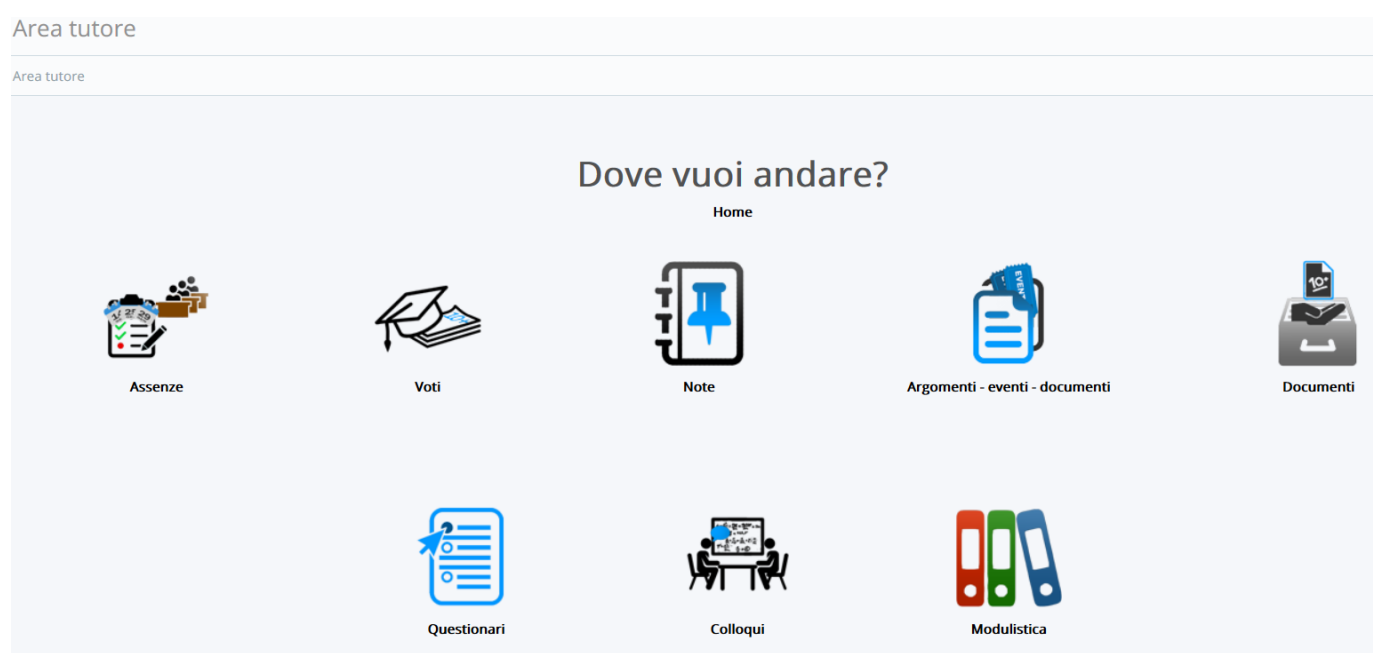 Area tutore
Area tutore
Dove vuoi andare?
Home
Assenze
Voti
Note
Argomenti - eventi - documenti
Documenti
Questionari
Colloqui
Modulistica